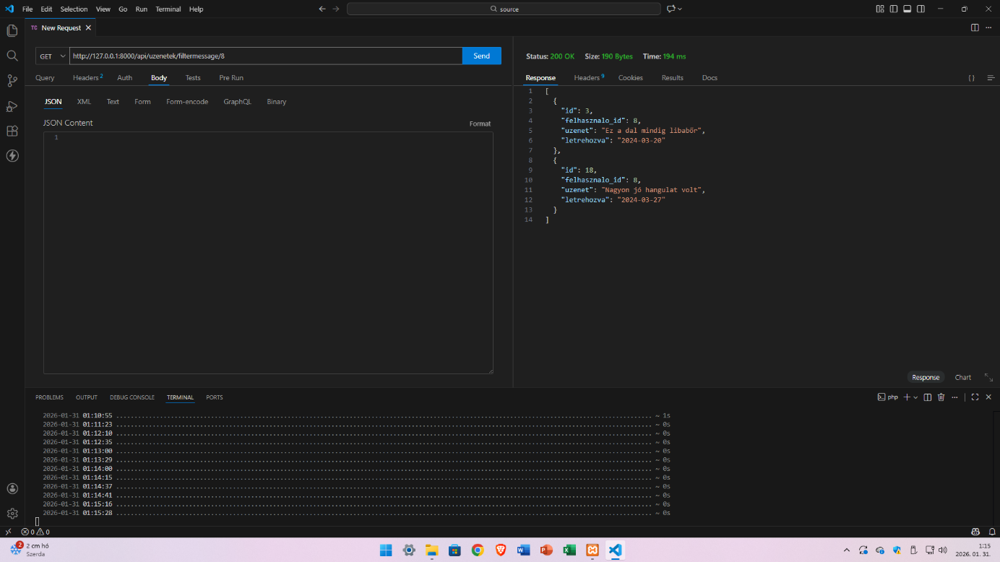 File Edit Selection View Go Run Terminal Help
source
TC New Request
GET http://127.0.0.1:8000/api/uzenetek/filtermessage/8 Send
Query Headers 2 Auth Body Tests Pre Run
JSON XML Text Form Form-encode GraphQL Binary
JSON Content Format
1
Status: 200 OK Size: 190 Bytes Time: 194 ms
Response Headers 9 Cookies Results Docs { }
1 [
2 {
3 "id": 3,
4 "felhasznalo_id": 8,
5 "uzenet": "Ez a dal mindig libabőr",
6 "letrehozva": "2024-03-20"
7 },
8 {
9 "id": 18,
10 "felhasznalo_id": 8,
11 "uzenet": "Nagyon jó hangulat volt",
12 "letrehozva": "2024-03-27"
13 }
14 ]
Response Chart
PROBLEMS OUTPUT DEBUG CONSOLE TERMINAL PORTS php
2026-01-31 01:10:55 ........ ~ 1s
2026-01-31 01:11:23 ........ ~ 0s
2026-01-31 01:12:10 ........ ~ 0s
2026-01-31 01:12:35 ........ ~ 0s
2026-01-31 01:13:00 ........ ~ 0s
2026-01-31 01:13:29 ........ ~ 0s
2026-01-31 01:14:00 ........ ~ 0s
2026-01-31 01:14:15 ........ ~ 0s
2026-01-31 01:14:37 ........ ~ 0s
2026-01-31 01:14:41 ........ ~ 0s
2026-01-31 01:15:16 ........ ~ 0s
2026-01-31 01:15:28 ........ ~ 0s
0 0
2 2 cm hó
Szerda
1:15
2026. 01. 31.